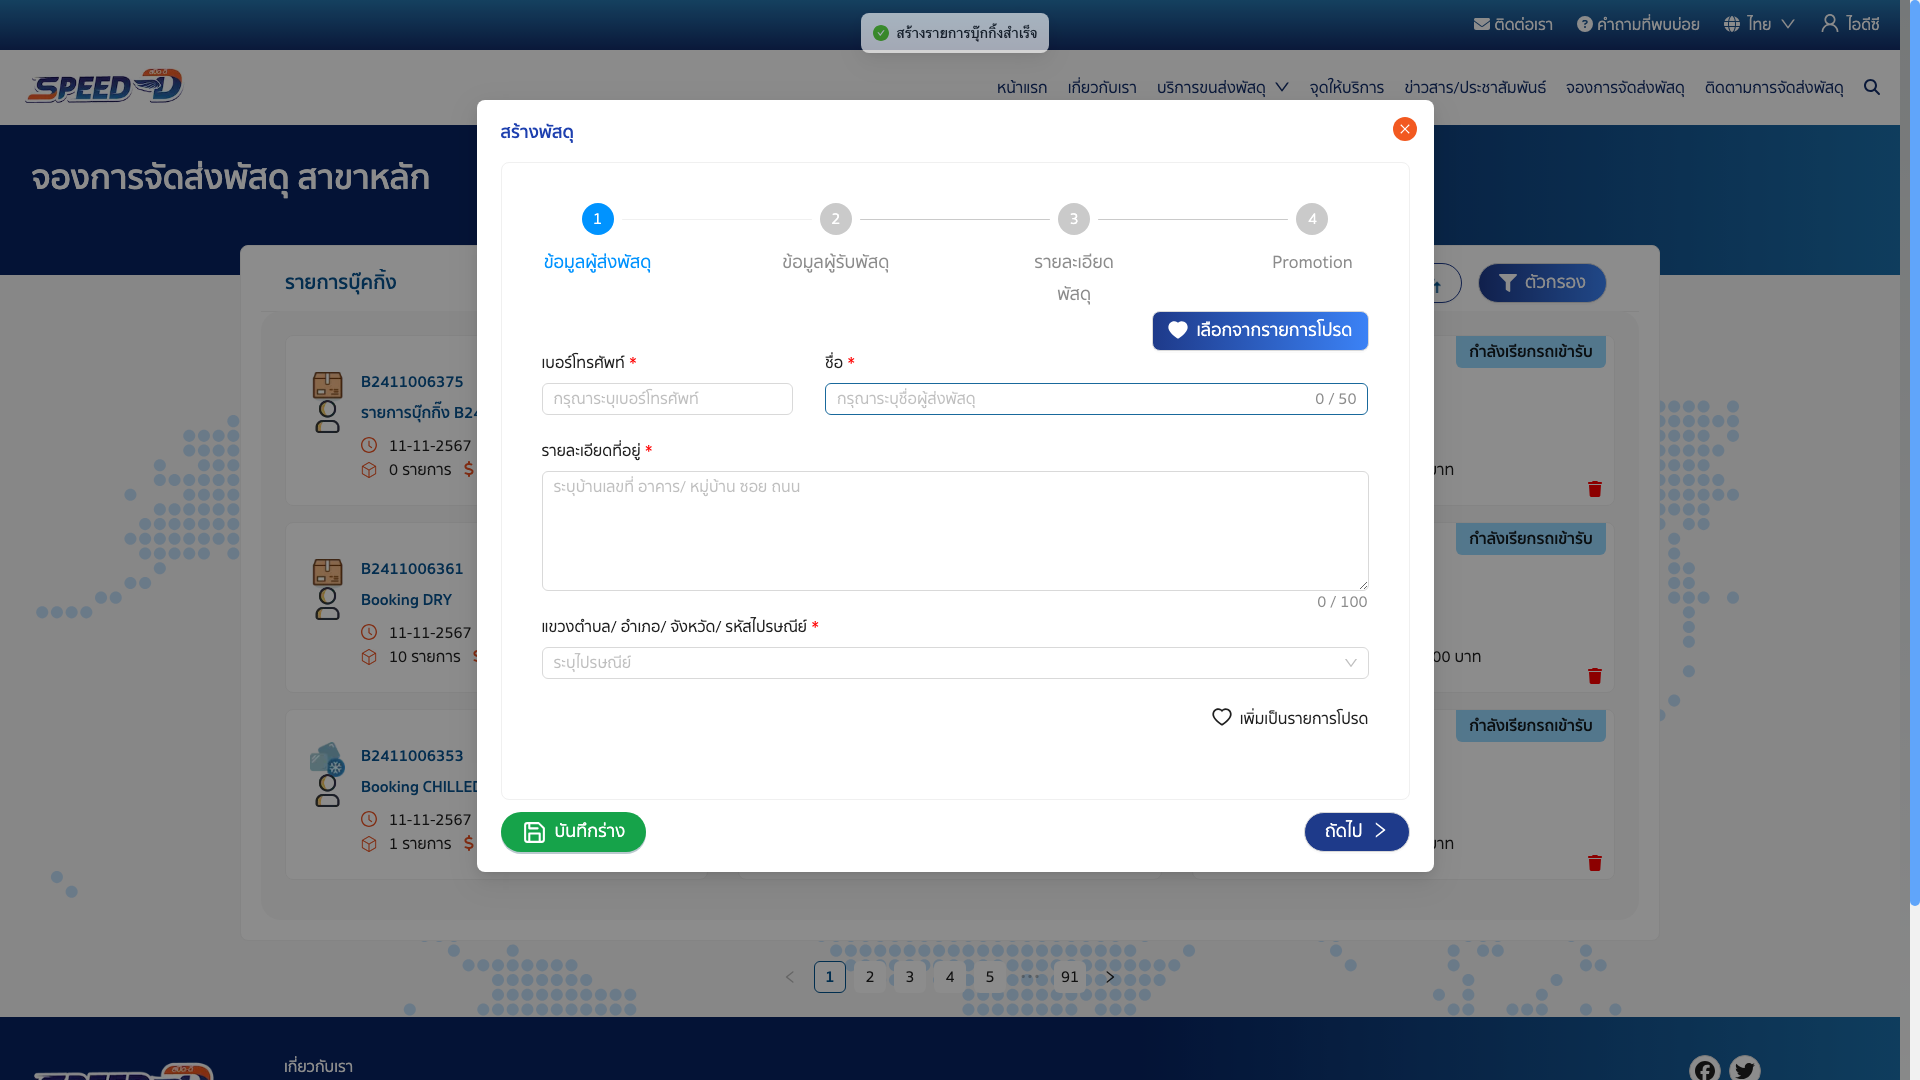 สร้างรายการบุ๊กกิ้งสำเร็จ
ติดต่อเรา
คำถามที่พบบ่อย
ไทย
ไอดีซี
SPEED-D
หน้าแรก
เกี่ยวกับเรา
บริการขนส่งพัสดุ
จุดให้บริการ
ข่าวสาร/ประชาสัมพันธ์
จองการจัดส่งพัสดุ
ติดตามการจัดส่งพัสดุ
จองการจัดส่งพัสดุ สาขาหลัก
รายการบุ๊คกิ้ง
ตัวกรอง
B2411006375
รายการบุ๊กกิ๊ง B24
11-11-2567
0 รายการ
บาท
กำลังเรียกรถเข้ารับ
B2411006361
Booking DRY
11-11-2567
10 รายการ
00 บาท
กำลังเรียกรถเข้ารับ
B2411006353
Booking CHILLED
11-11-2567
1 รายการ
บาท
กำลังเรียกรถเข้ารับ
สร้างพัสดุ
1
2
3
4
ข้อมูลผู้ส่งพัสดุ
ข้อมูลผู้รับพัสดุ
รายละเอียด
พัสดุ
Promotion
เลือกจากรายการโปรด
เบอร์โทรศัพท์ *
ชื่อ *
กรุณาระบุเบอร์โทรศัพท์
กรุณาระบุชื่อผู้ส่งพัสดุ
0 / 50
รายละเอียดที่อยู่ *
ระบุบ้านเลขที่ อาคาร/ หมู่บ้าน ซอย ถนน
0 / 100
แขวงตำบล/ อำเภอ/ จังหวัด/ รหัสไปรษณีย์ *
ระบุไปรษณีย์
เพิ่มเป็นรายการโปรด
บันทึกร่าง
ถัดไป
1 2 3 4 5 ••• 91
เกี่ยวกับเรา